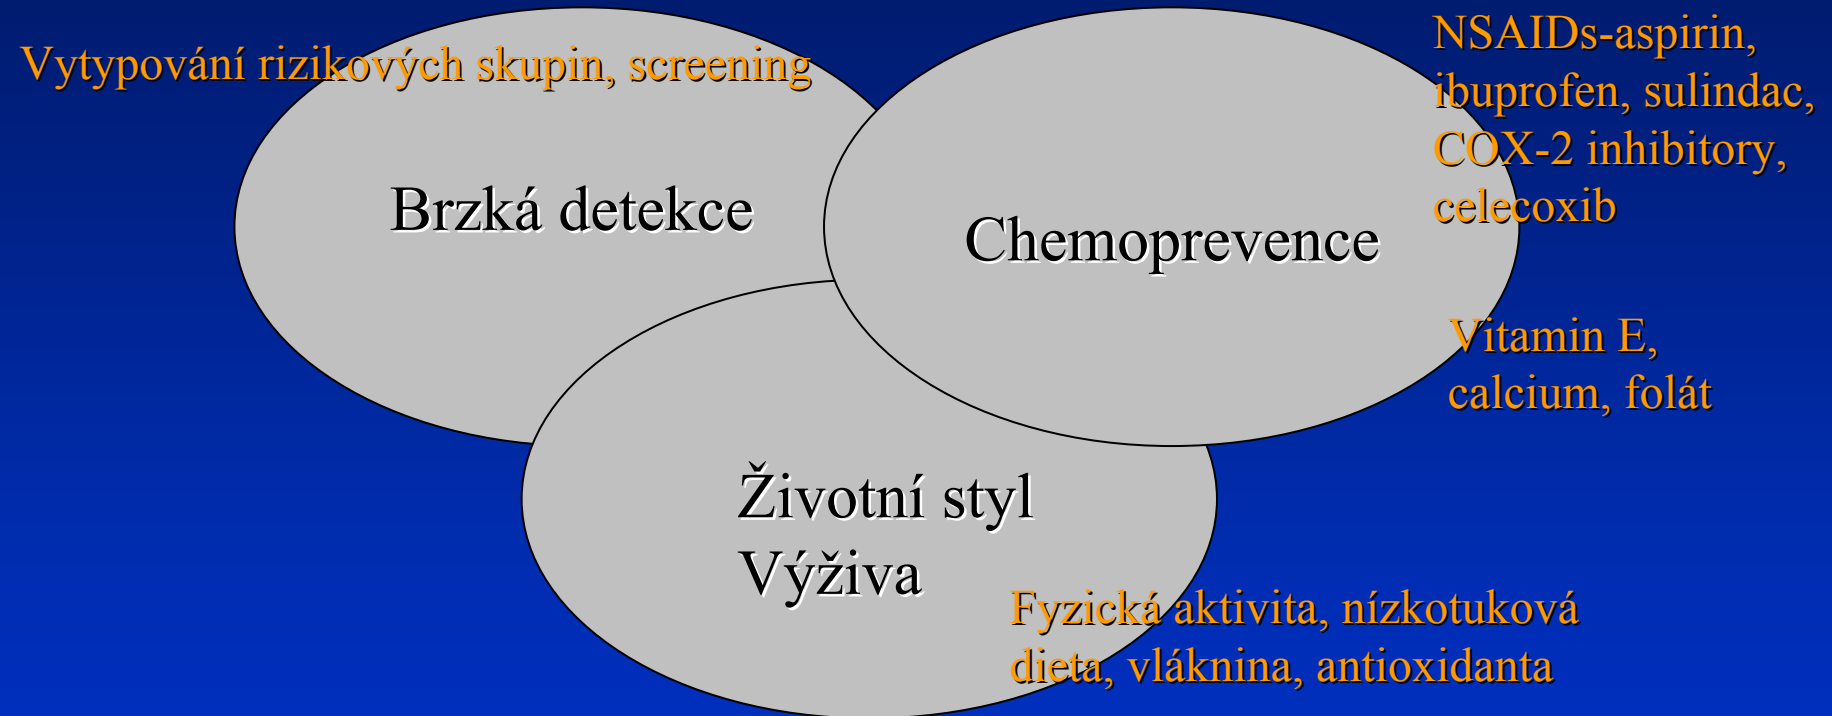 Vytypování rizikových skupin, screening
Brzká detekce
Chemoprevence
NSAIDs-aspirin,
ibuprofen, sulindac,
COX-2 inhibitory,
celecoxib
Vitamin E,
calcium, folát
Životní styl
Výživa
Fyzická aktivita, nízkotuková
dieta, vláknina, antioxidanta